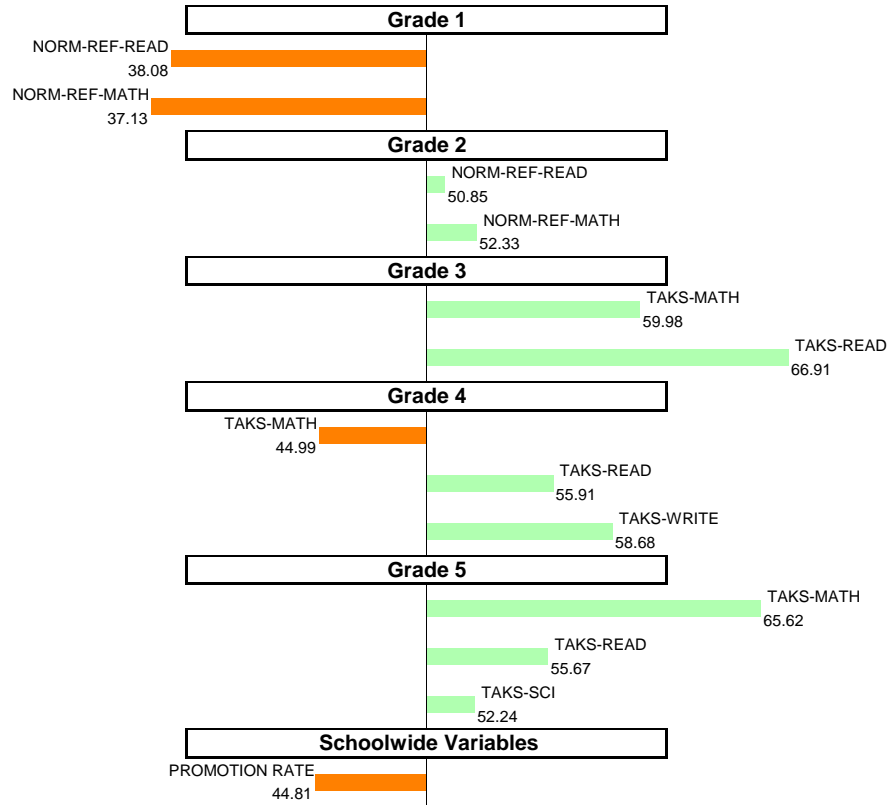 Grade 1
NORM-REF-READ
38.08
NORM-REF-MATH
37.13
Grade 2
NORM-REF-READ
50.85
NORM-REF-MATH
52.33
Grade 3
TAKS-MATH
59.98
TAKS-READ
66.91
Grade 4
TAKS-MATH
44.99
TAKS-READ
55.91
TAKS-WRITE
58.68
Grade 5
TAKS-MATH
65.62
TAKS-READ
55.67
TAKS-SCI
52.24
Schoolwide Variables
PROMOTION RATE
44.81